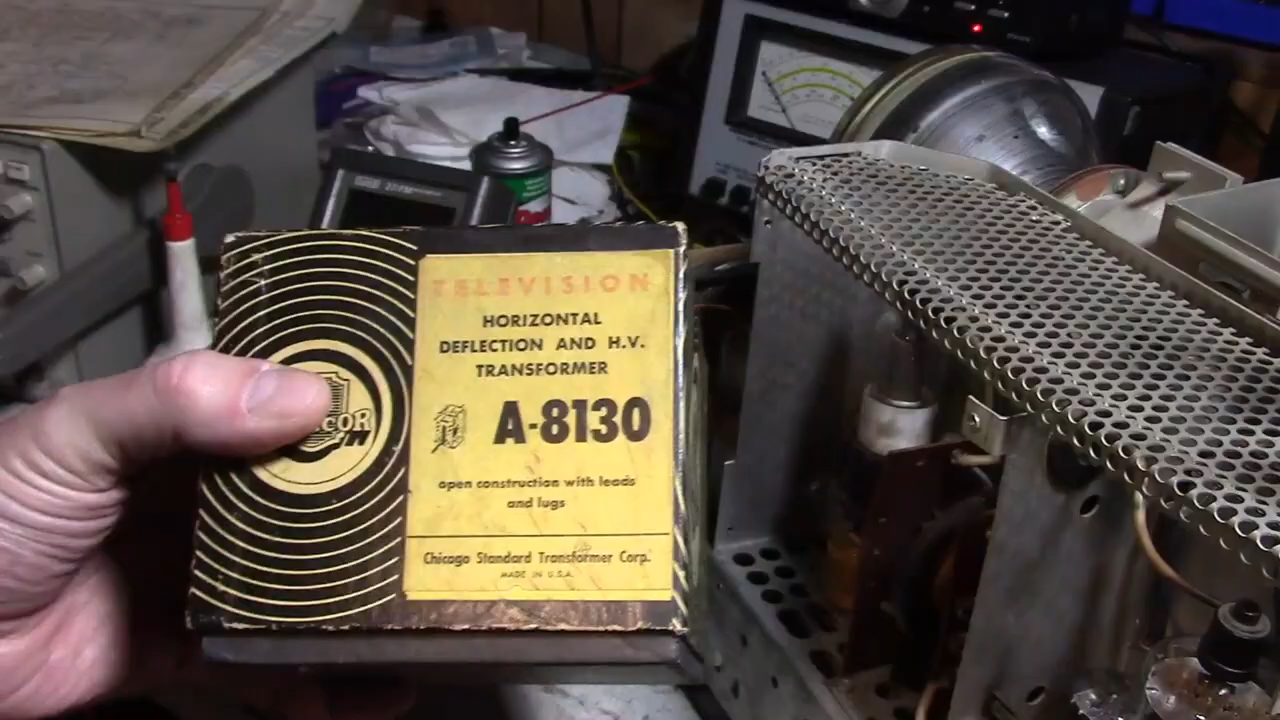 TELEVISION
HORIZONTAL
DEFLECTION AND H.V.
TRANSFORMER
A-8130
open construction with leads
and lugs
Chicago Standard Transformer Corp.
MADE IN U.S.A.